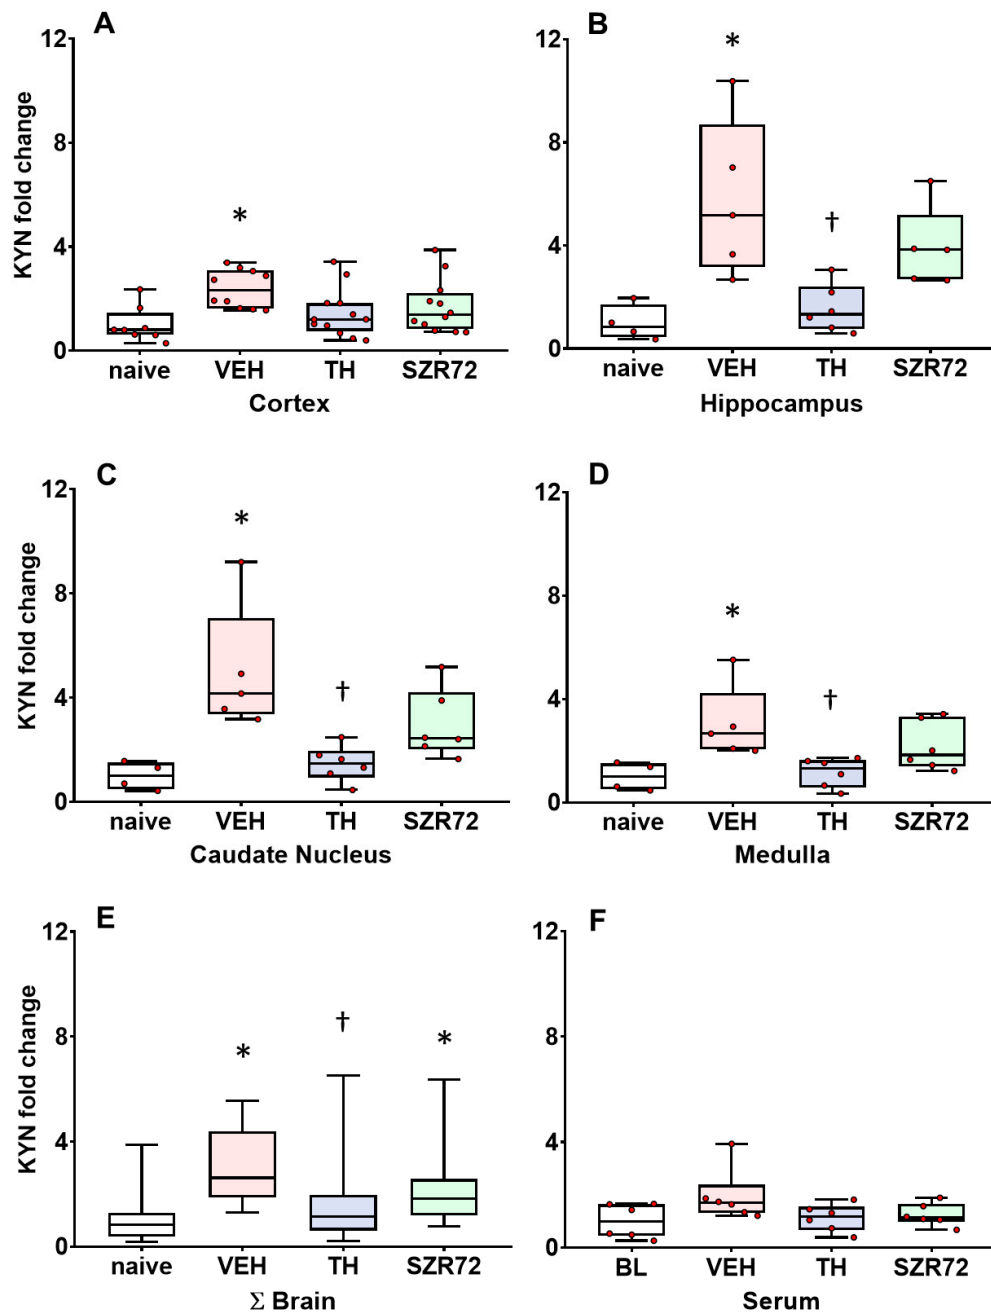 A
KYN fold change
12
8
4
0
*
naive VEH TH SZR72
Cortex
B
12
8
4
0
*
†
naive VEH TH SZR72
Hippocampus
C
KYN fold change
12
8
4
0
*
†
naive VEH TH SZR72
Caudate Nucleus
D
12
8
4
0
*
†
naive VEH TH SZR72
Medulla
E
KYN fold change
12
8
4
0
*
†
*
naive VEH TH SZR72
Σ Brain
F
12
8
4
0
BL VEH TH SZR72
Serum